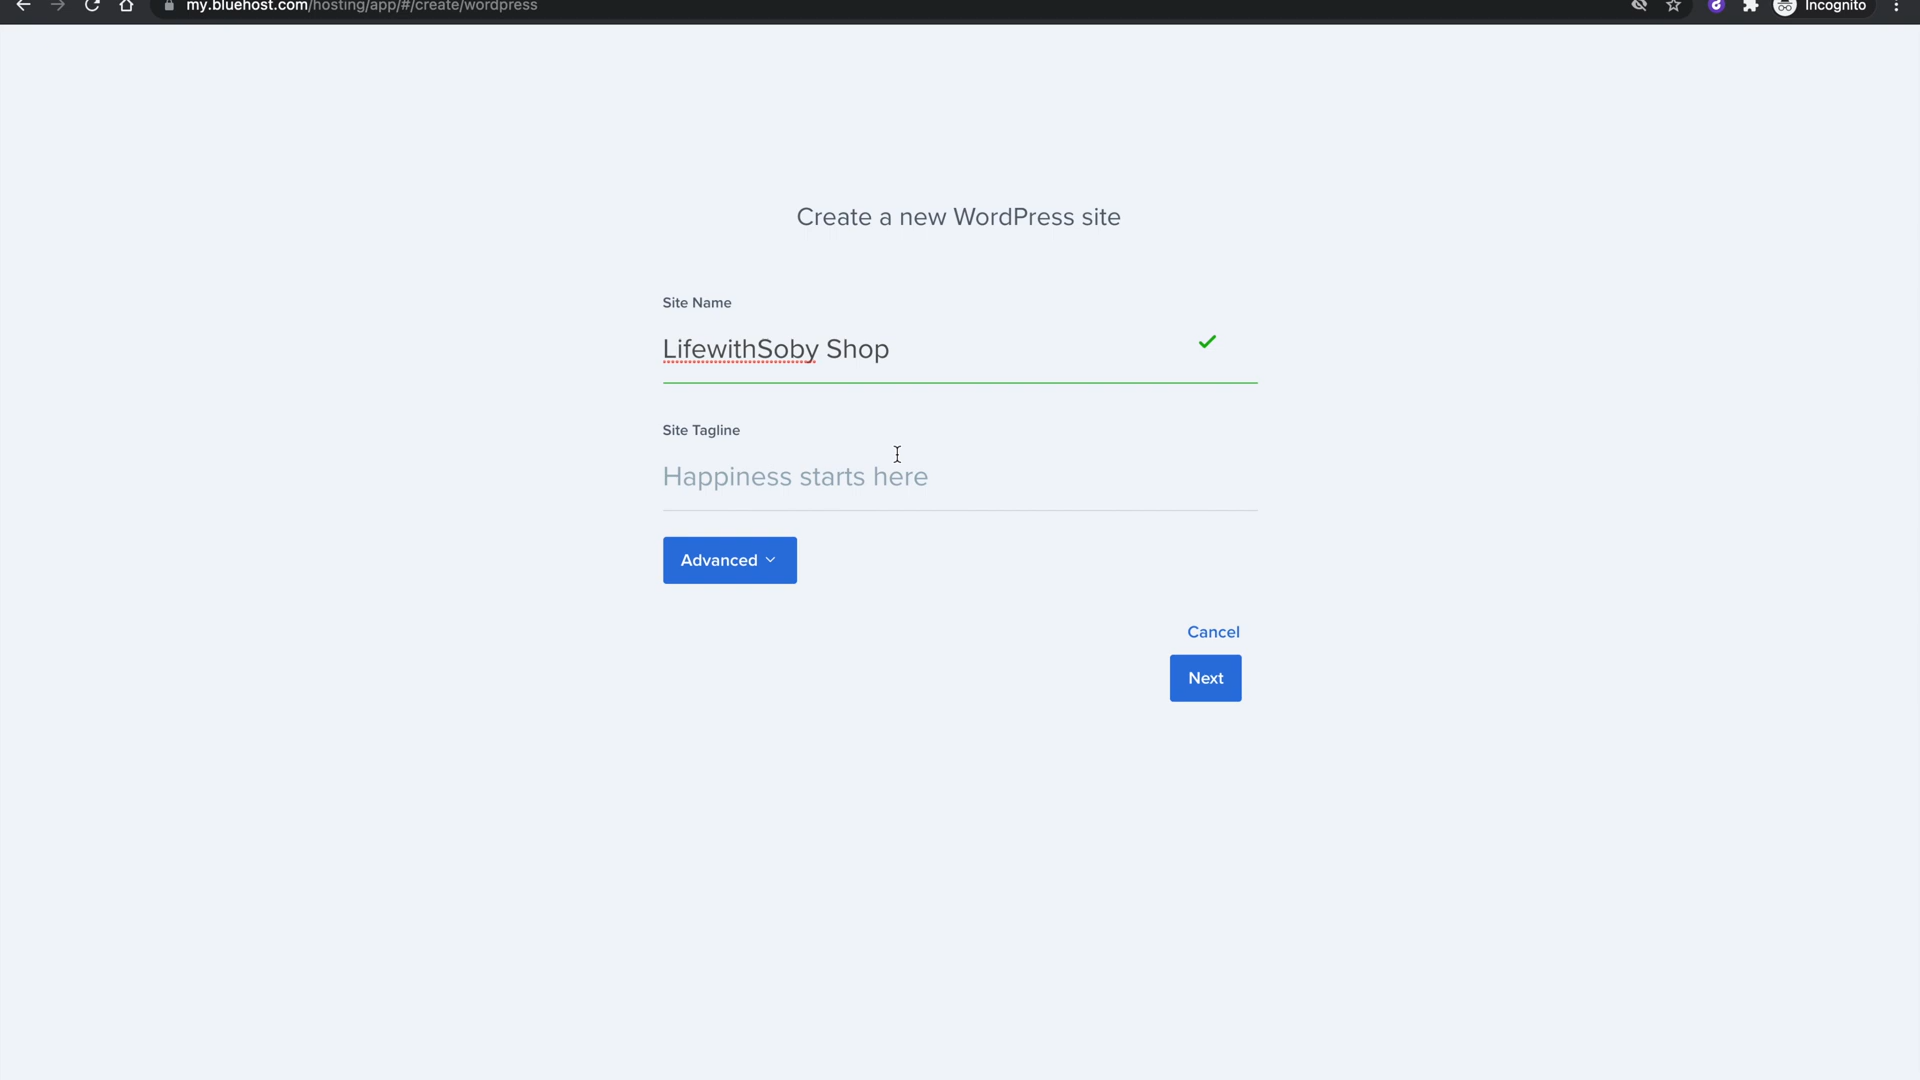 my.bluehost.com/hosting/app/#/create/wordpress
Incognito
Create a new WordPress site
Site Name
LifewithSoby Shop
Site Tagline
Happiness starts here
Advanced
Cancel
Next